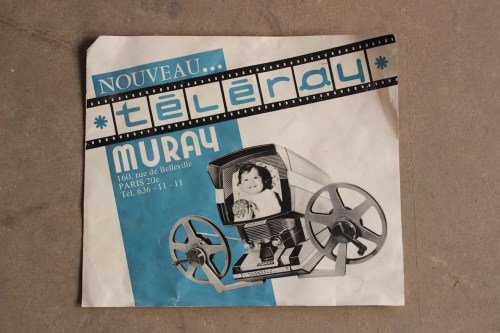 NOUVEAU...
* téléray *
MURAY
160, rue de Belleville
PARIS 20e
Tél. 636 - 11 - 11